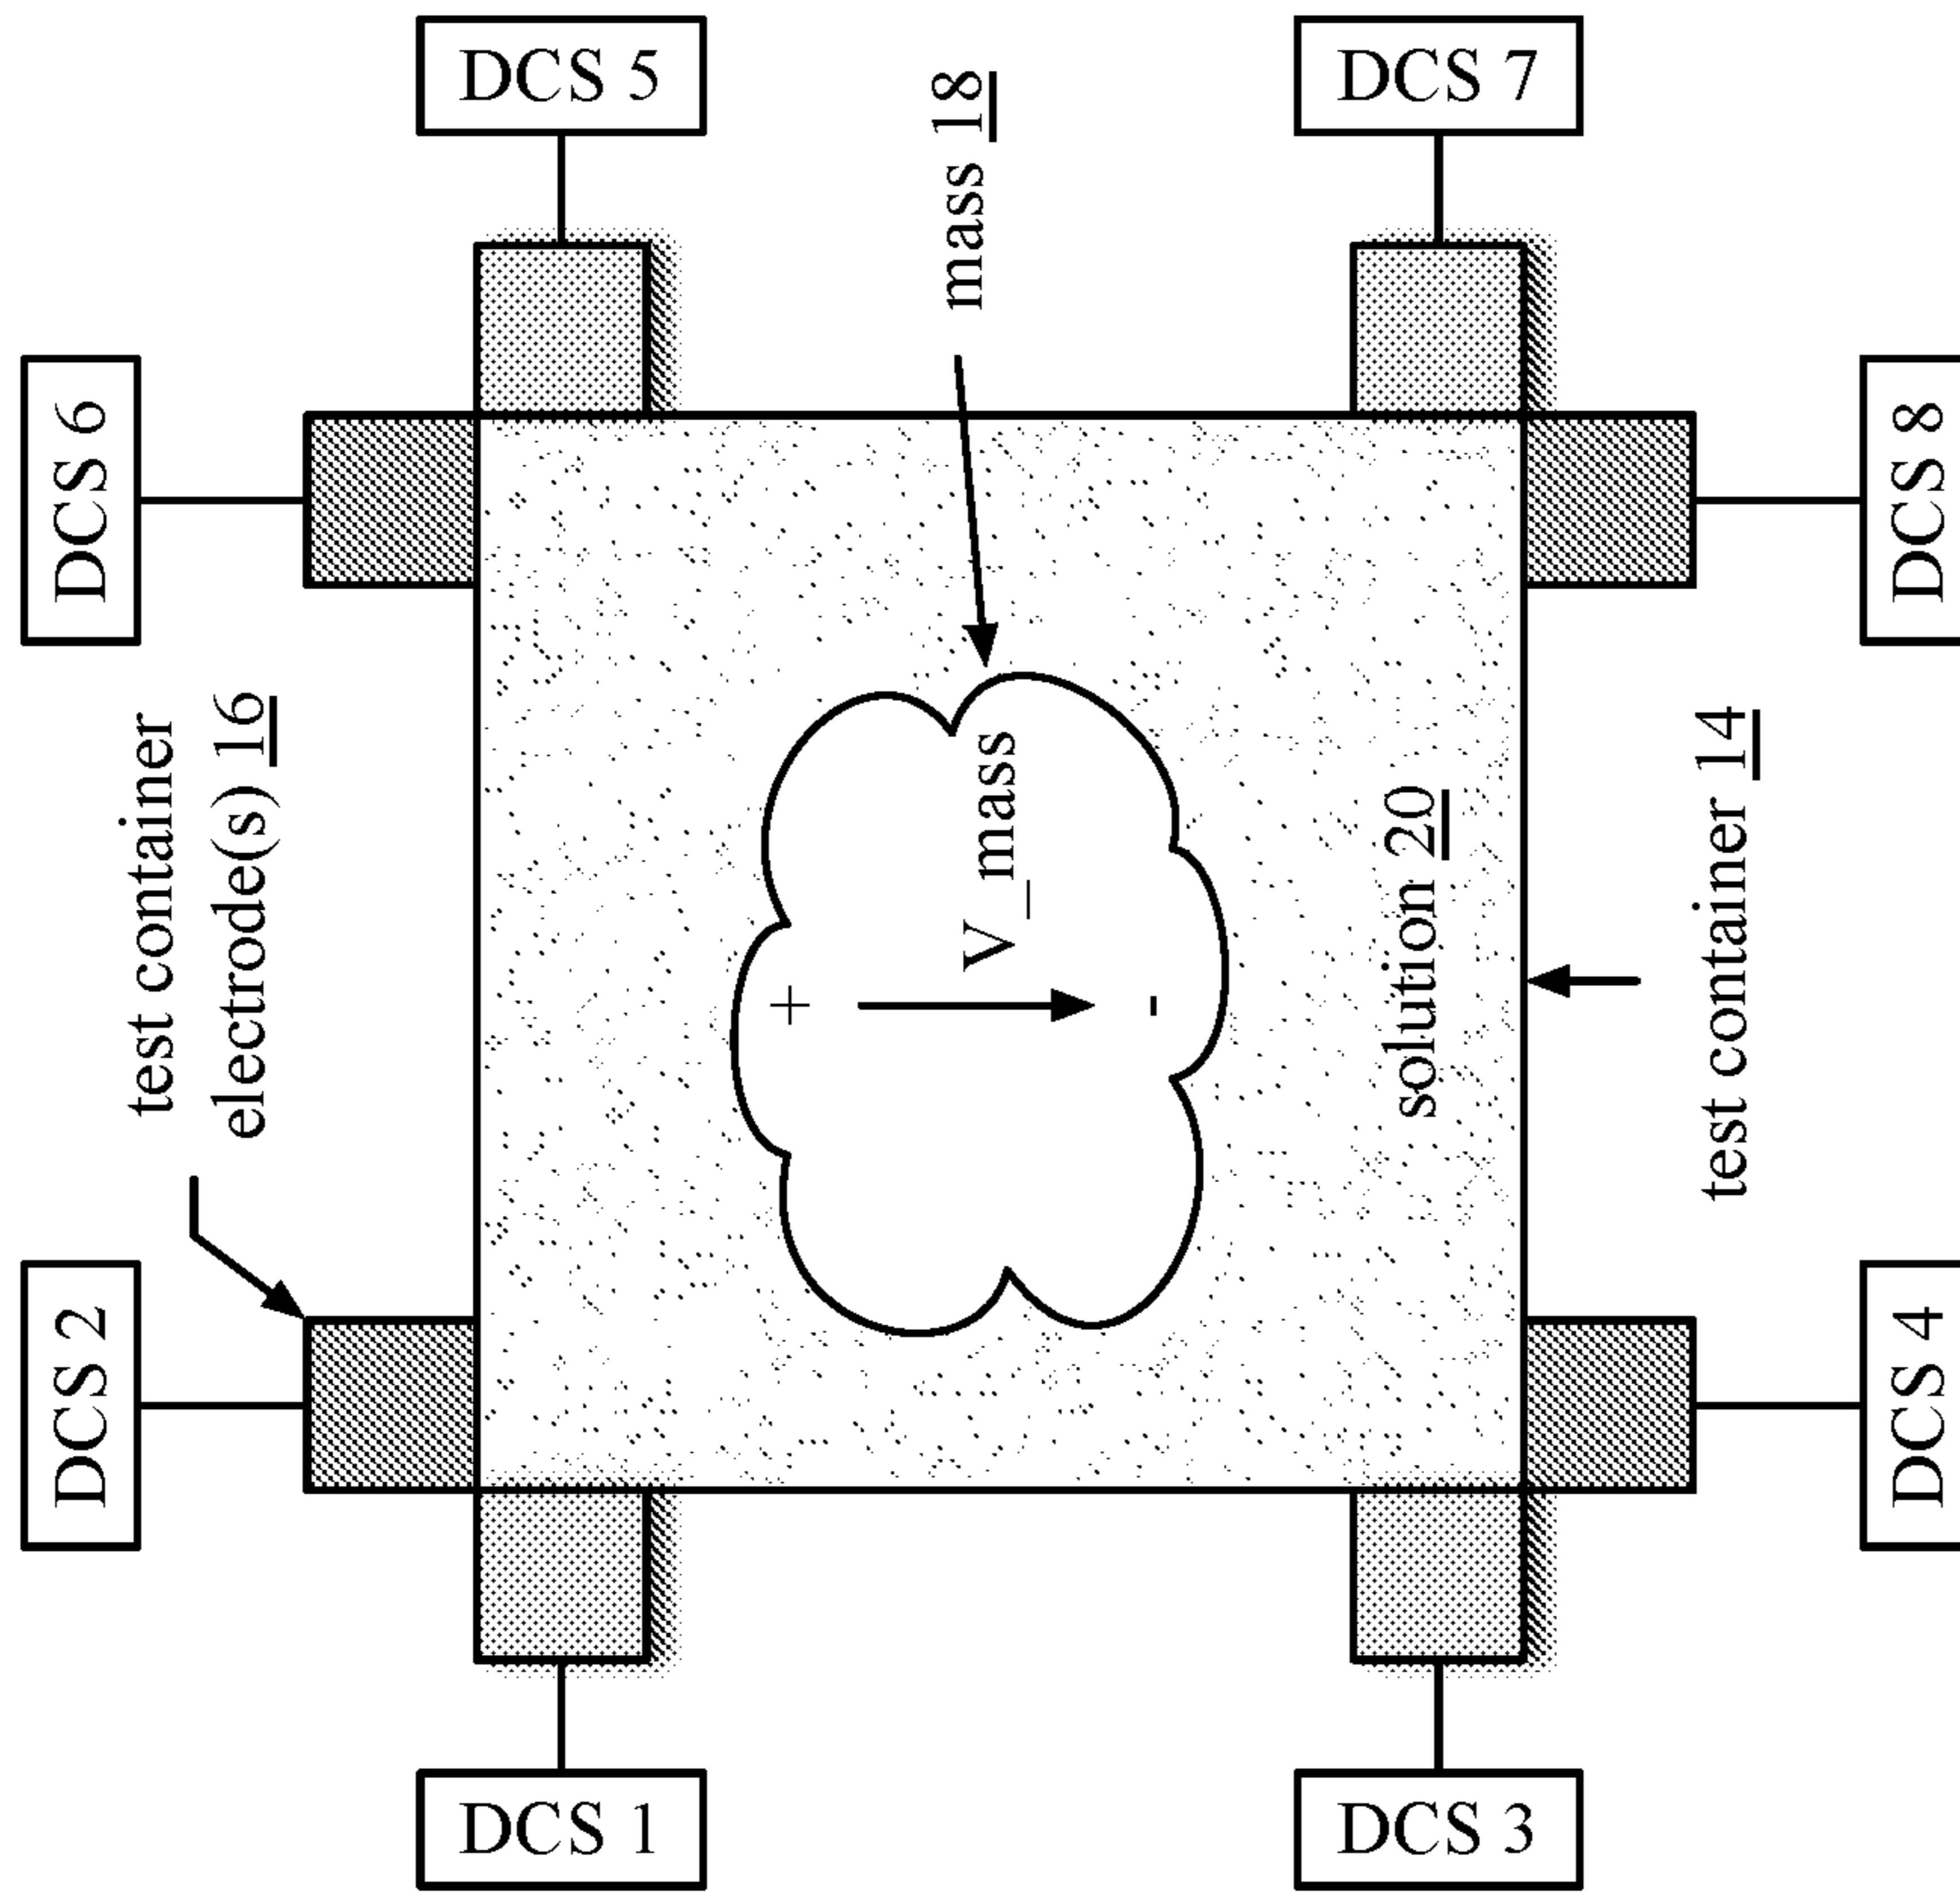 DCS 5
DCS 7
DCS 6
mass 18
DCS 8
test container
electrode(s) 16
+
V_mass
-
solution 20
test container 14
DCS 2
DCS 4
DCS 1
DCS 3